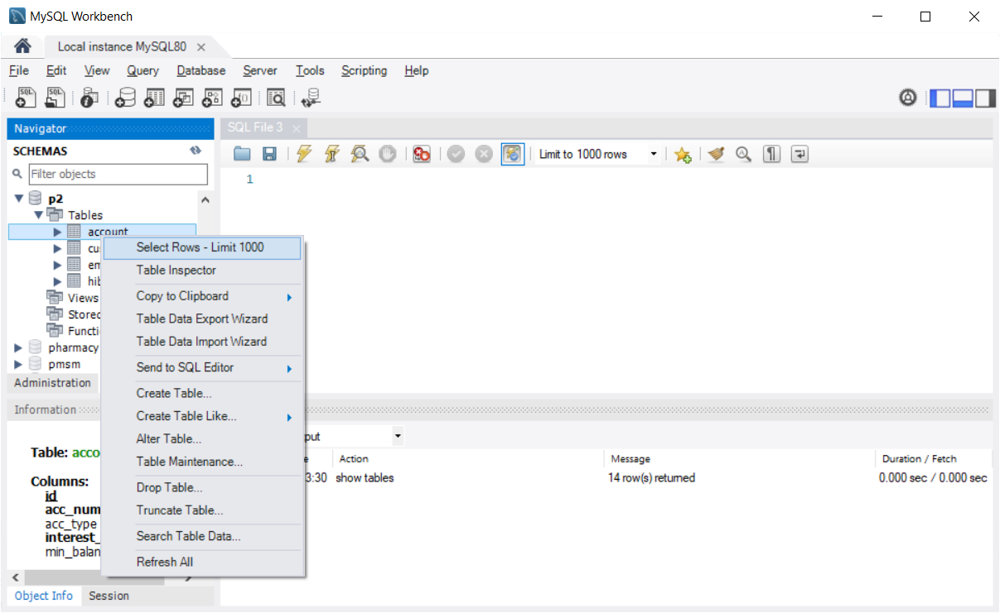 MySQL Workbench
Local instance MySQL80
File Edit View Query Database Server Tools Scripting Help
SQL SQL
Navigator
SQL File 3
SCHEMAS
Limit to 1000 rows
Filter objects
1
p2
Tables
account
cu
em
hib
Views
Stored
Functi
pharmacy
pmsm
Administration
Select Rows - Limit 1000
Table Inspector
Copy to Clipboard
Table Data Export Wizard
Table Data Import Wizard
Send to SQL Editor
Create Table...
Create Table Like...
Alter Table...
Table Maintenance...
Drop Table...
Truncate Table...
Search Table Data...
Refresh All
Information
Table: acco
Columns:
id
acc_num
acc_type
interest_
min_balan
Object Info Session
put
e Action Message Duration / Fetch
3:30 show tables 14 row(s) returned 0.000 sec / 0.000 sec